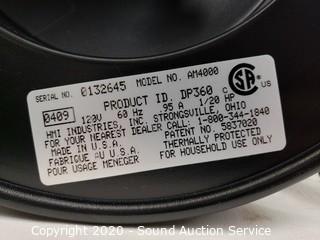 SERIAL NO. 0132645 MODEL NO. AM4000
PRODUCT ID. DP360
0409 120V 60 Hz .95 A 1/20 HP
HMI INDUSTRIES, INC. STRONGSVILLE, OHIO
FOR YOUR NEAREST DEALER CALL: 1-800-344-1840
MADE IN U.S.A. PATENT NO. 5837020
FABRIQUE AU U.S.A. THERMALLY PROTECTED
POUR USAGE MENEGER FOR HOUSEHOLD USE ONLY
C SA US
Copyright 2020 - Sound Auction Service